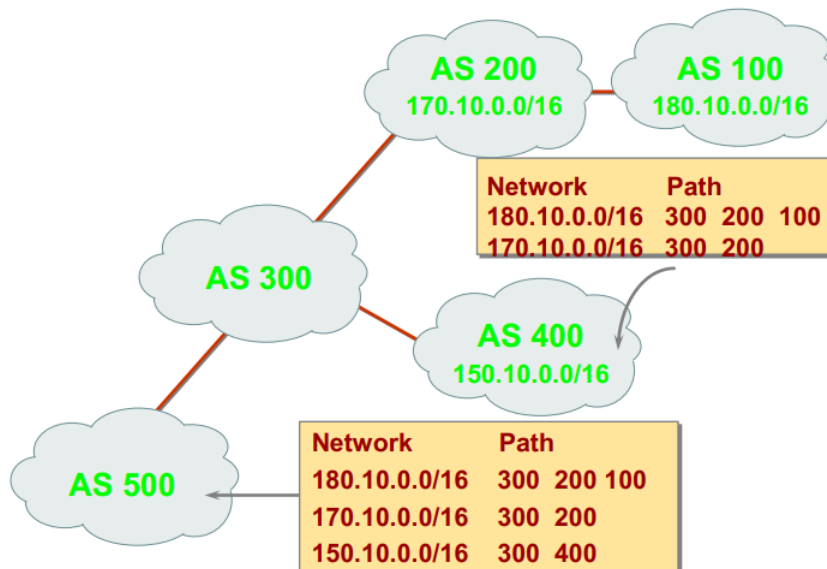 AS 200
170.10.0.0/16
AS 100
180.10.0.0/16
Network Path
180.10.0.0/16 300 200 100
170.10.0.0/16 300 200
AS 300
AS 400
150.10.0.0/16
AS 500
Network Path
180.10.0.0/16 300 200 100
170.10.0.0/16 300 200
150.10.0.0/16 300 400